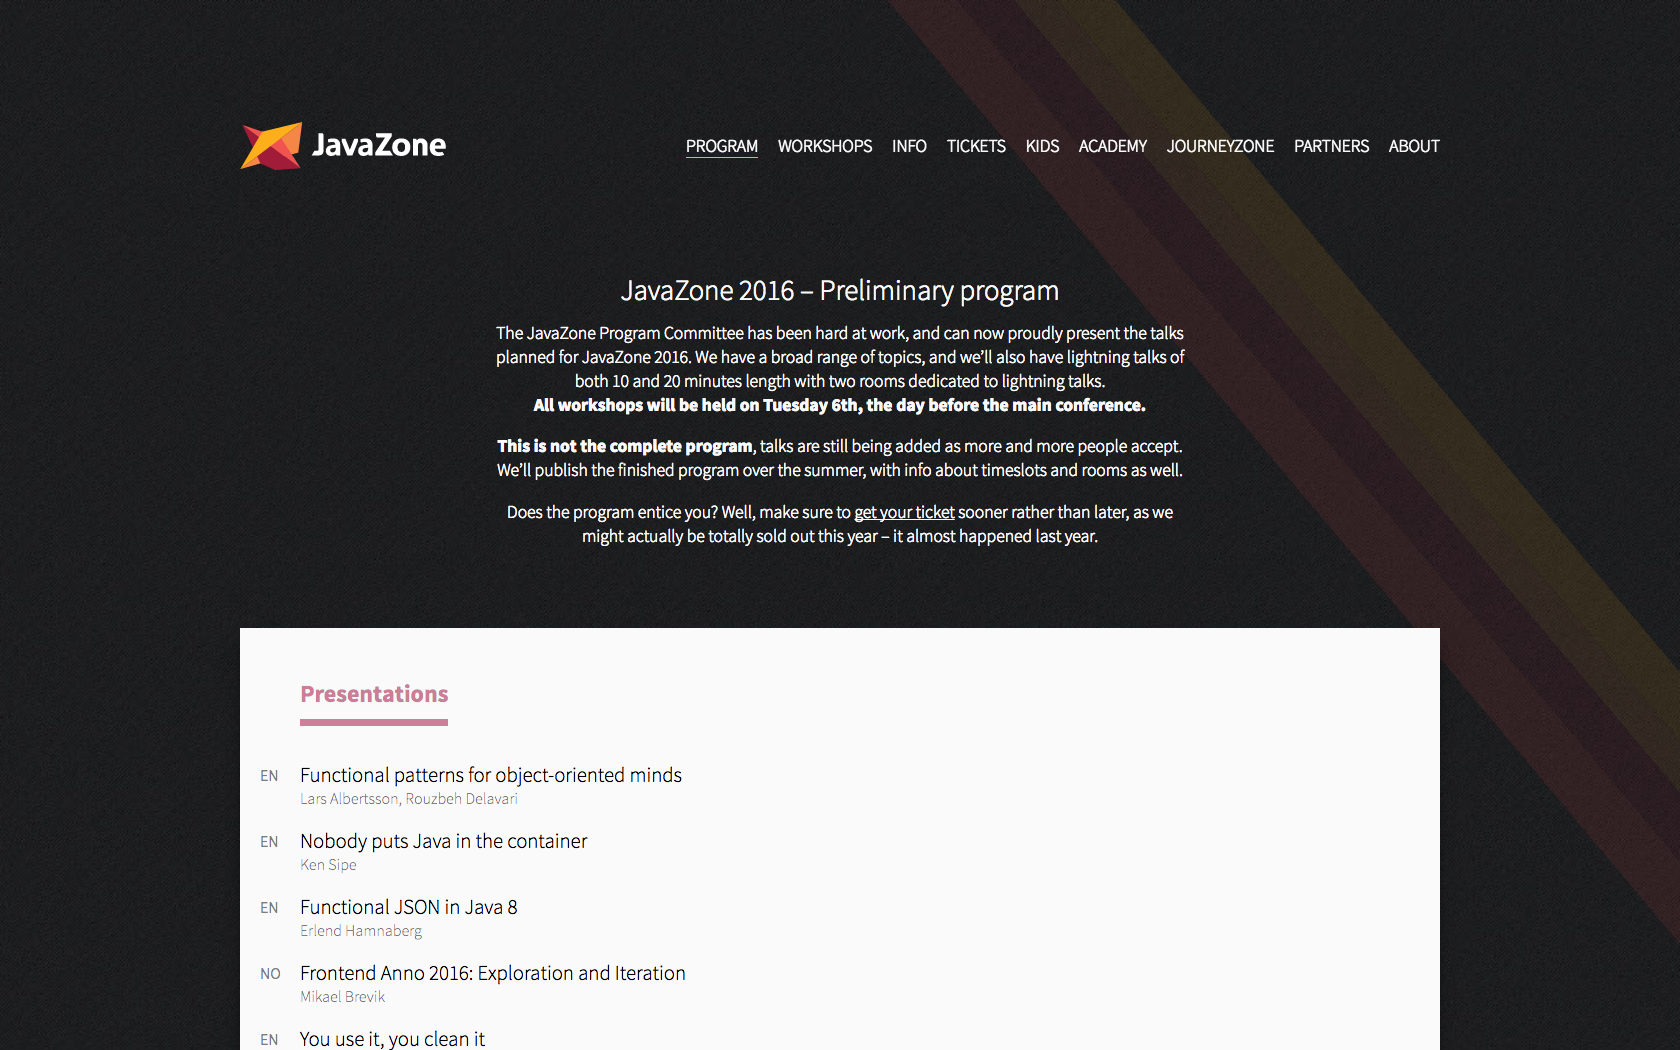 JavaZone
PROGRAM WORKSHOPS INFO TICKETS KIDS ACADEMY JOURNEYZONE PARTNERS ABOUT
JavaZone 2016 – Preliminary program
The JavaZone Program Committee has been hard at work, and can now proudly present the talks
planned for JavaZone 2016. We have a broad range of topics, and we’ll also have lightning talks of
both 10 and 20 minutes length with two rooms dedicated to lightning talks.
All workshops will be held on Tuesday 6th, the day before the main conference.
This is not the complete program, talks are still being added as more and more people accept.
We’ll publish the finished program over the summer, with info about timeslots and rooms as well.
Does the program entice you? Well, make sure to get your ticket sooner rather than later, as we
might actually be totally sold out this year – it almost happened last year.
Presentations
EN Functional patterns for object-oriented minds
Lars Albertsson, Rouzbeh Delavari
EN Nobody puts Java in the container
Ken Sipe
EN Functional JSON in Java 8
Erlend Hamnaberg
NO Frontend Anno 2016: Exploration and Iteration
Mikael Brevik
EN You use it, you clean it